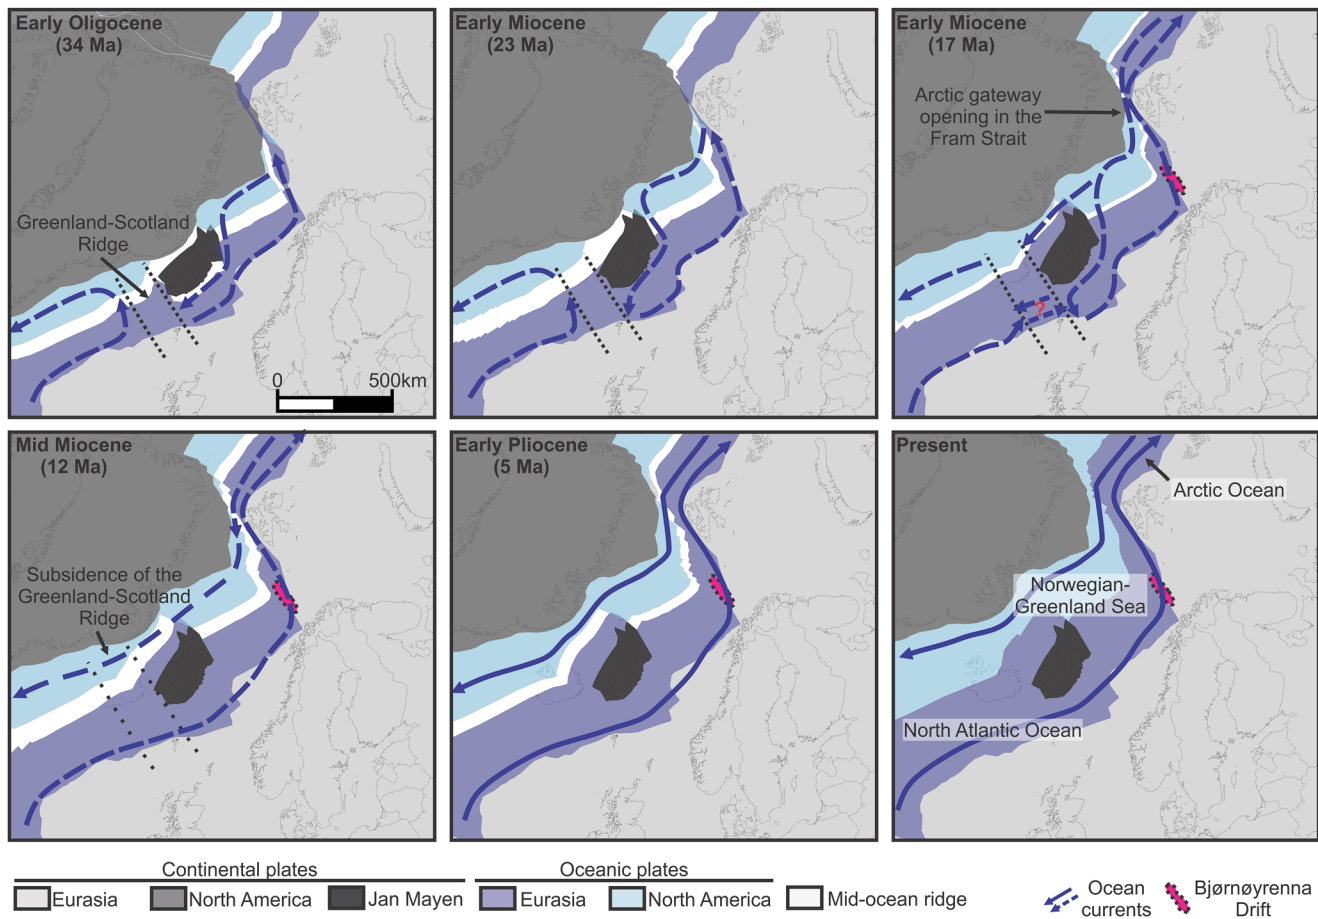 Early Oligocene
(34 Ma)
Greenland-Scotland
Ridge
0 500km
Early Miocene
(23 Ma)
Early Miocene
(17 Ma)
Arctic gateway
opening in the
Fram Strait
?
Mid Miocene
(12 Ma)
Subsidence of the
Greenland-Scotland
Ridge
Early Pliocene
(5 Ma)
Present
Arctic Ocean
Norwegian-
Greenland Sea
North Atlantic Ocean
Continental plates
Oceanic plates
Eurasia
North America
Jan Mayen
Eurasia
North America
Mid-ocean ridge
Ocean
currents
Bjørnøyrenna
Drift